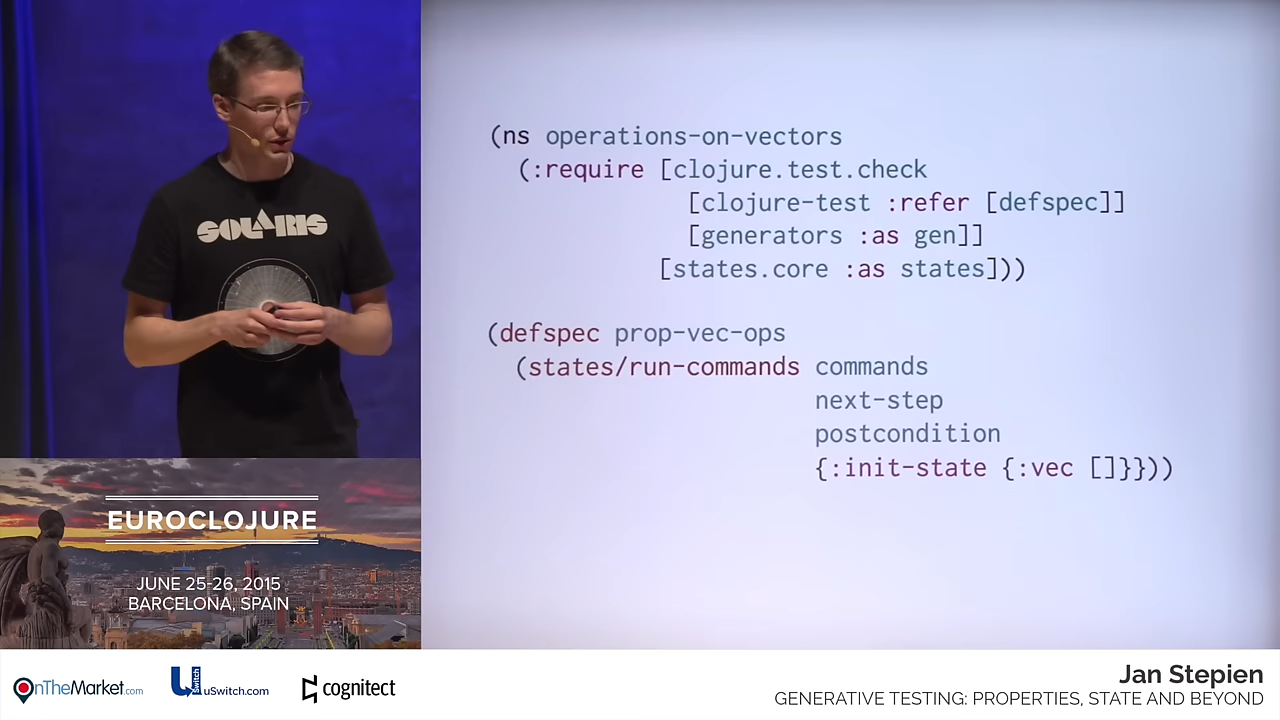 SOLARIS
(ns operations-on-vectors
(:require [clojure.test.check
[clojure-test :refer [defspec]]
[generators :as gen]]
[states.core :as states]))
(defspec prop-vec-ops
(states/run-commands commands
next-step
postcondition
{:init-state {:vec []}}))
EUROCLOJURE
JUNE 25-26, 2015
BARCELONA, SPAIN
OnTheMarket.com
uSwitch
uSwitch.com
cognitect
Jan Stepien
GENERATIVE TESTING: PROPERTIES, STATE AND BEYOND